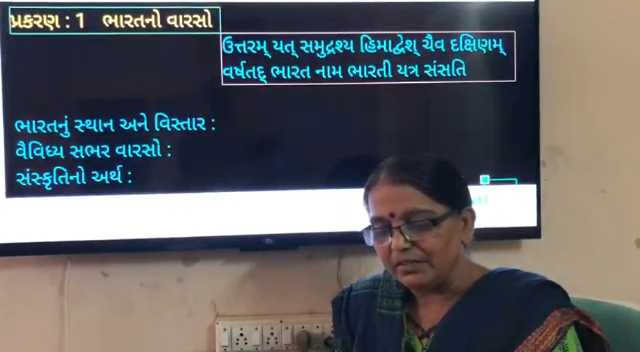 પ્રકરણ : 1 ભારતનો વારસો
ઉત્તરમ્ યત્ સમુદ્રશ્ય હિમાદ્વેશ્ ચૈવ દક્ષિણમ્
વર્ષતદ્ ભારત નામ ભારતી યત્ર સંસતિ
ભારતનું સ્થાન અને વિસ્તાર :
વૈવિધ્ય સભર વારસો :
સંસ્કૃતિનો અર્થ :